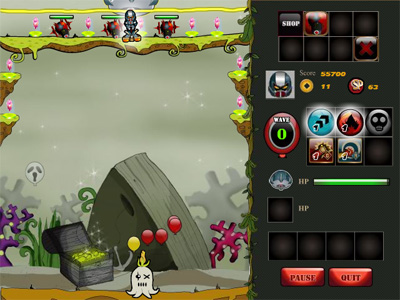 SHOP
Score 55700
11 63
WAVE
0
HP
HP
PAUSE QUIT